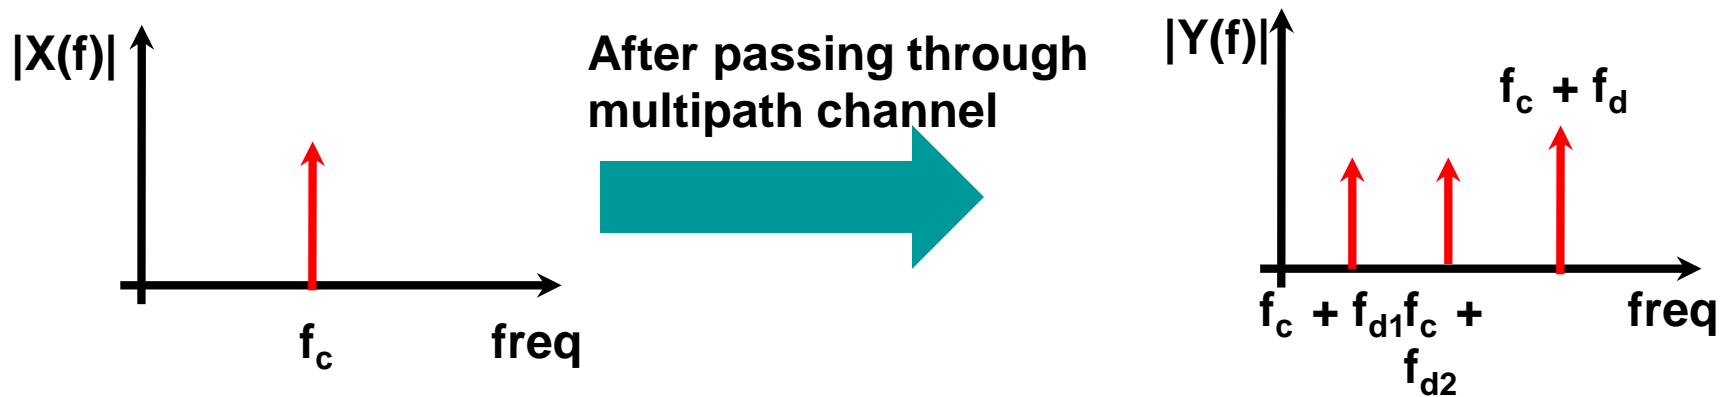 |X(f)|
f_c
freq
After passing through
multipath channel
|Y(f)|
f_c + f_d
f_c + f_d1
f_c +
f_d2
freq